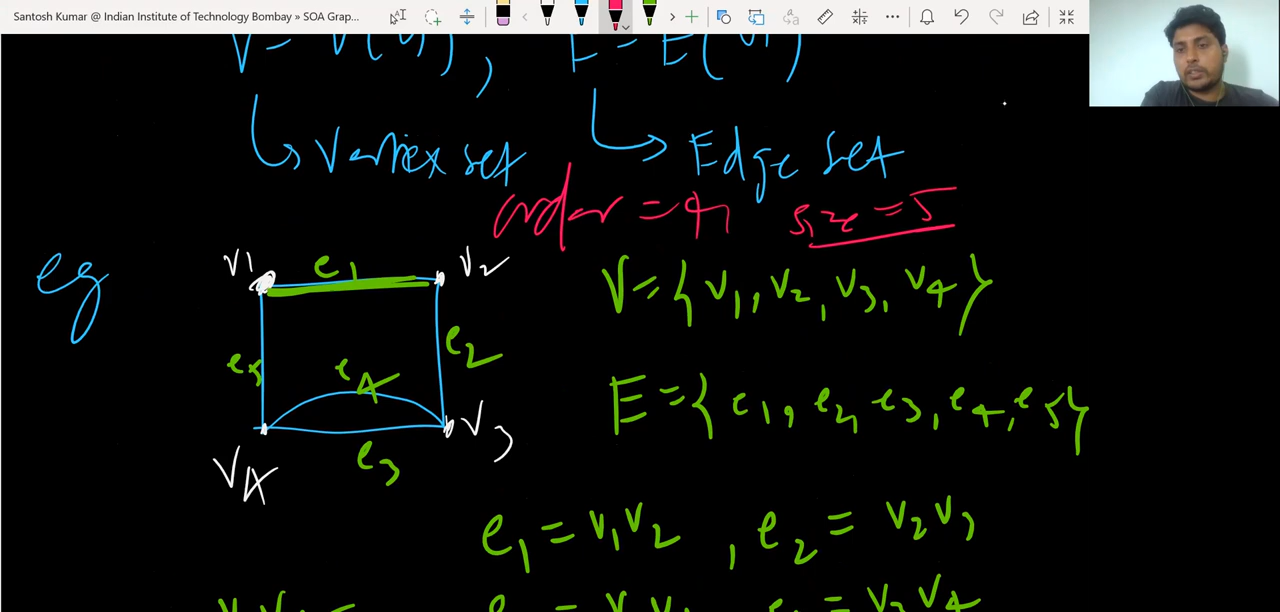 Santosh Kumar @ Indian Institute of Technology Bombay » SOA Grap...
Vertex set
Edge set
order = 4
size = 5
eg
v1 e1 v2
V = { v1, v2, v3, v4 }
e5 e4 e2
E = { e1, e2, e3, e4, e5 }
v4 e3 v3
e1 = v1v2 , e2 = v2v3